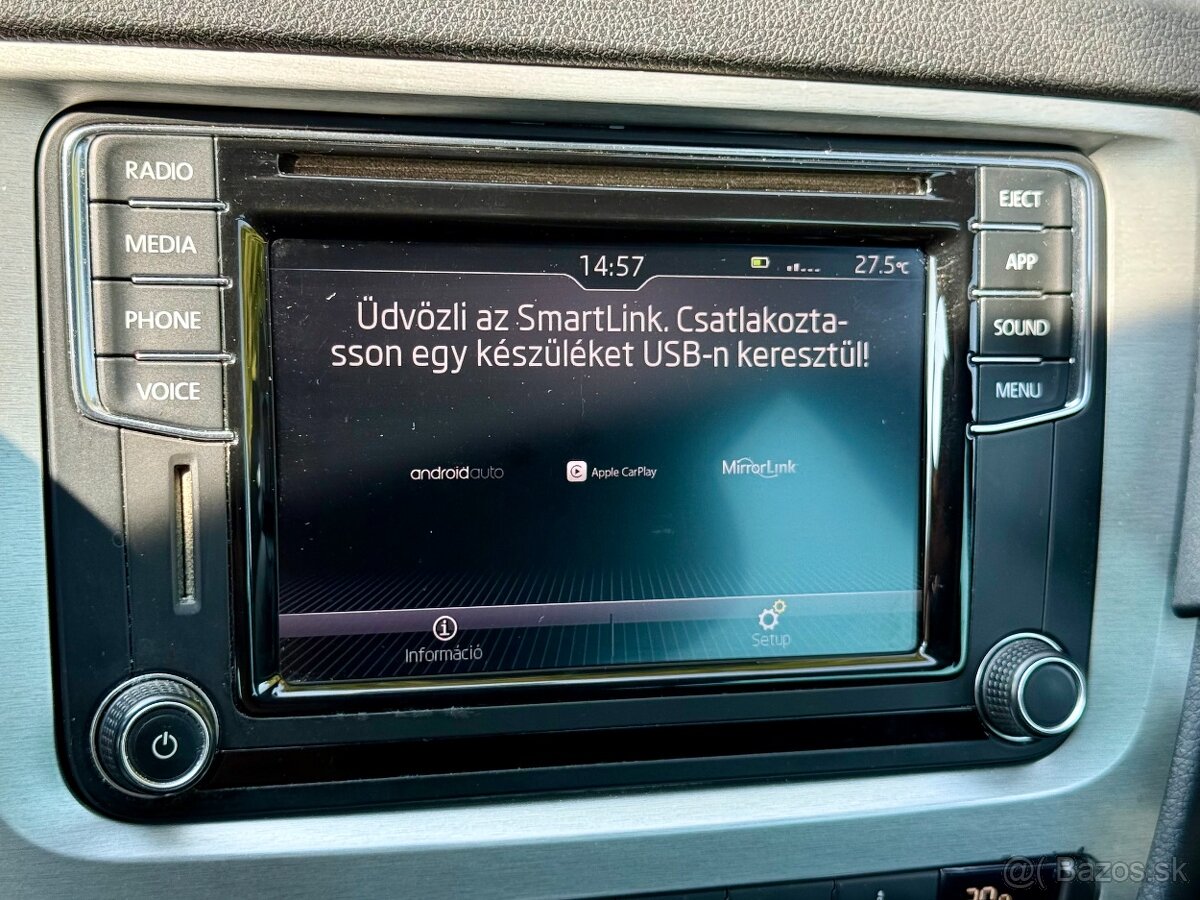 RADIO
MEDIA
PHONE
VOICE
EJECT
APP
SOUND
MENU
14:57
27.5°C
Üdvözli az SmartLink. Csatlakozta-
sson egy készüléket USB-n keresztül!
androidauto
Apple CarPlay
MirrorLink
Információ
Setup
Bazos.sk